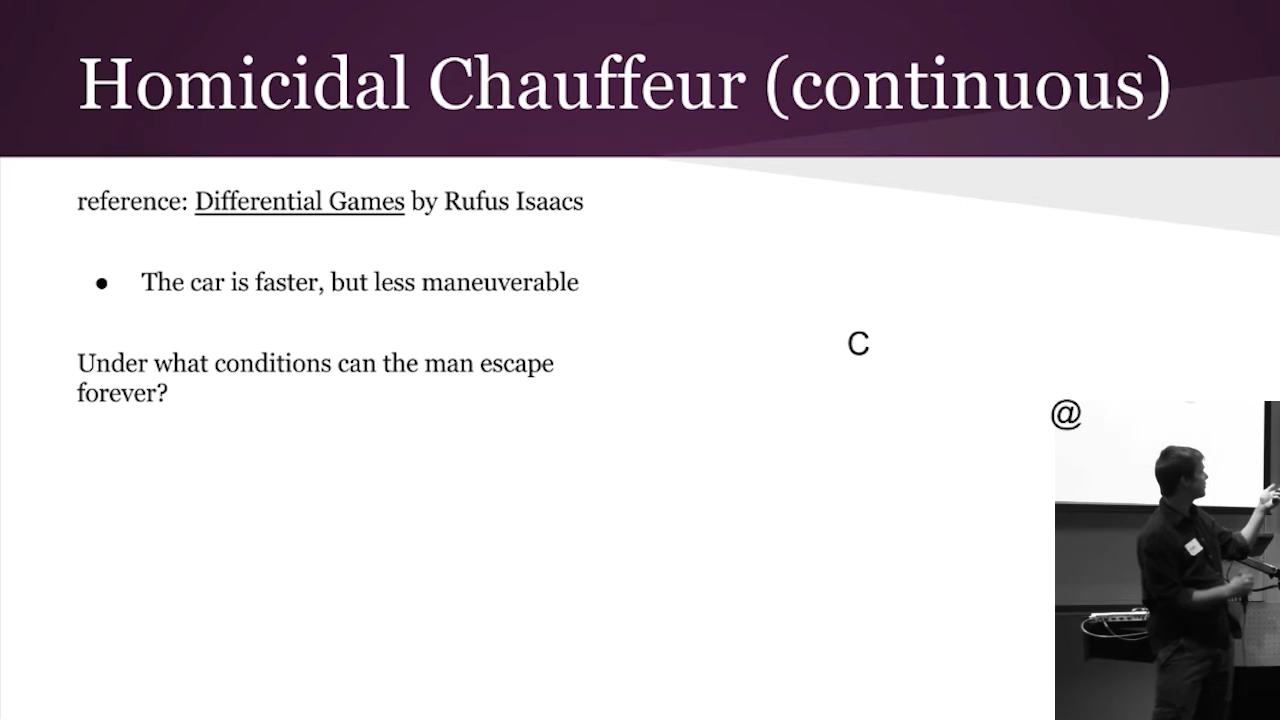 Homicidal Chauffeur (continuous)
reference: Differential Games by Rufus Isaacs
● The car is faster, but less maneuverable
Under what conditions can the man escape
forever?
C
@